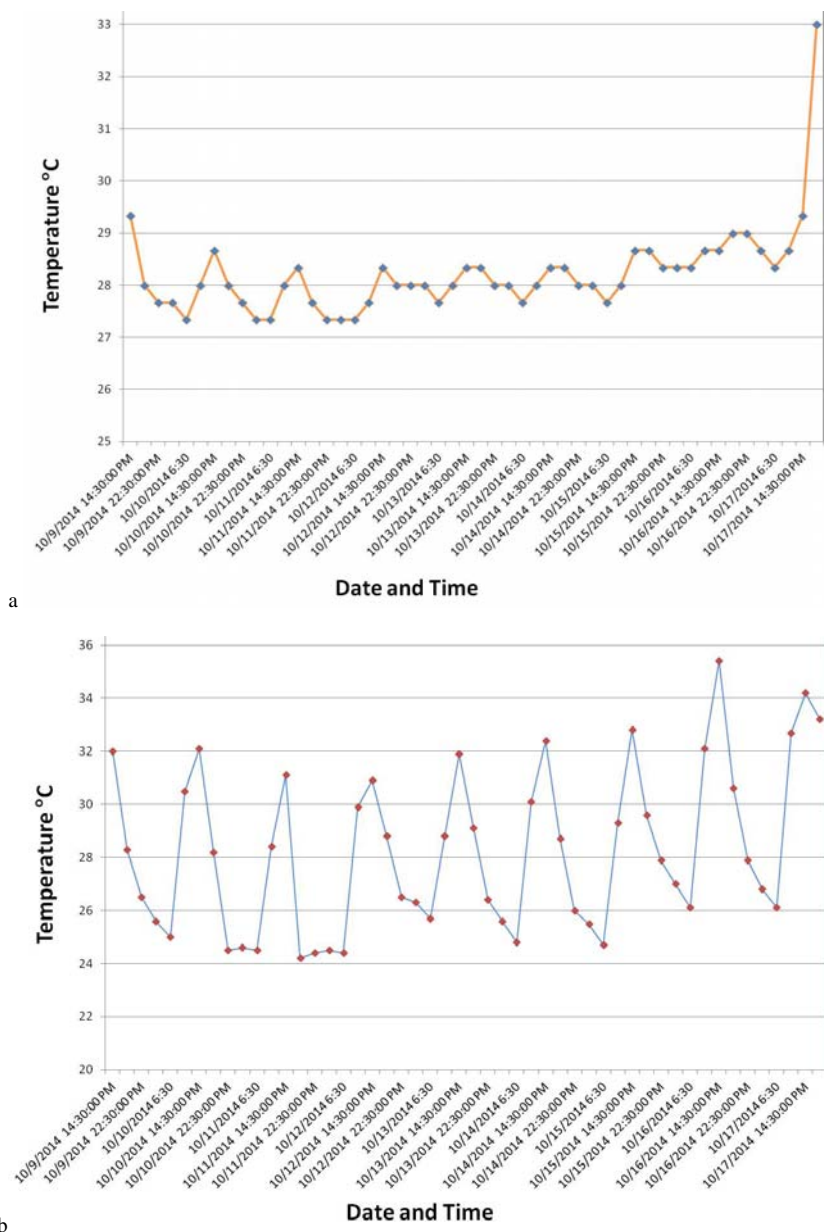 33
32
31
30
29
28
27
26
25
Temperature °C
10/9/2014 14:30:00 PM
10/9/2014 22:30:00 PM
10/10/2014 6:30
10/10/2014 14:30:00 PM
10/10/2014 22:30:00 PM
10/11/2014 6:30
10/11/2014 14:30:00 PM
10/11/2014 22:30:00 PM
10/12/2014 6:30
10/12/2014 14:30:00 PM
10/12/2014 22:30:00 PM
10/13/2014 6:30
10/13/2014 14:30:00 PM
10/13/2014 22:30:00 PM
10/14/2014 6:30
10/14/2014 14:30:00 PM
10/14/2014 22:30:00 PM
10/15/2014 6:30
10/15/2014 14:30:00 PM
10/15/2014 22:30:00 PM
10/16/2014 6:30
10/16/2014 14:30:00 PM
10/16/2014 22:30:00 PM
10/17/2014 6:30
10/17/2014 14:30:00 PM
Date and Time
a
36
34
32
30
28
26
24
22
20
Temperature °C
10/9/2014 14:30:00 PM
10/9/2014 22:30:00 PM
10/10/2014 6:30
10/10/2014 14:30:00 PM
10/10/2014 22:30:00 PM
10/11/2014 6:30
10/11/2014 14:30:00 PM
10/11/2014 22:30:00 PM
10/12/2014 6:30
10/12/2014 14:30:00 PM
10/12/2014 22:30:00 PM
10/13/2014 6:30
10/13/2014 14:30:00 PM
10/13/2014 22:30:00 PM
10/14/2014 6:30
10/14/2014 14:30:00 PM
10/14/2014 22:30:00 PM
10/15/2014 6:30
10/15/2014 14:30:00 PM
10/15/2014 22:30:00 PM
10/16/2014 6:30
10/16/2014 14:30:00 PM
10/16/2014 22:30:00 PM
10/17/2014 6:30
10/17/2014 14:30:00 PM
Date and Time
b